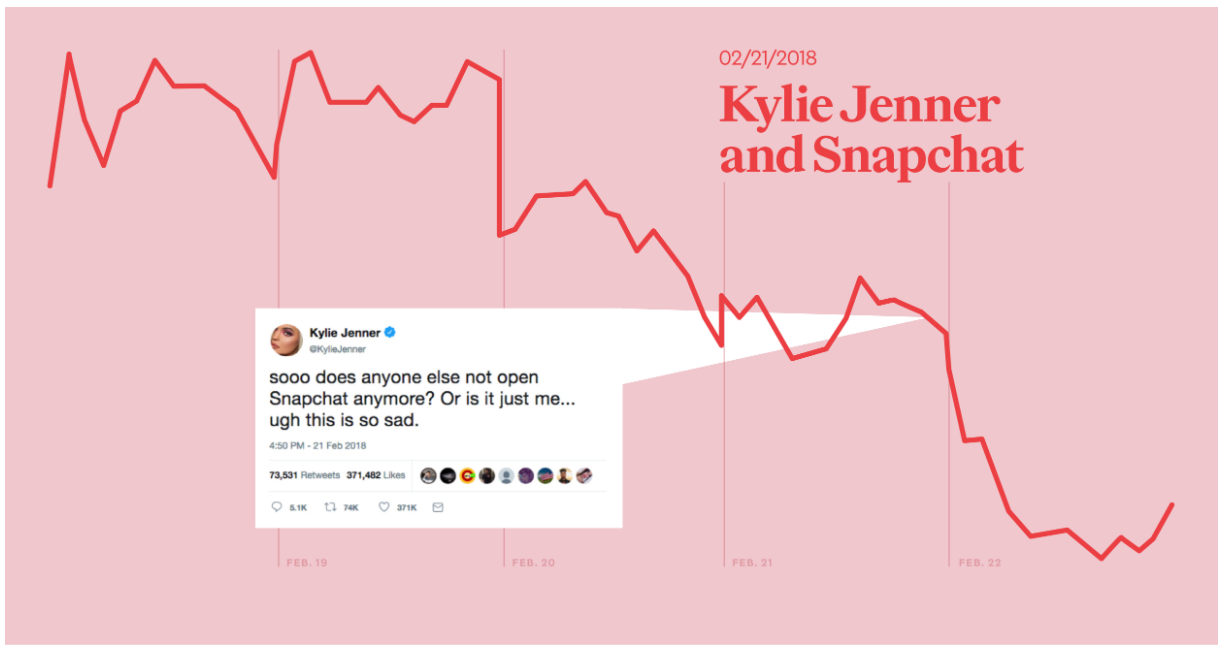 02/21/2018
Kylie Jenner
and Snapchat
Kylie Jenner
@KylieJenner
sooo does anyone else not open
Snapchat anymore? Or is it just me...
ugh this is so sad.
4:50 PM - 21 Feb 2018
73,531 Retweets 371,482 Likes
5.1K 74K 371K
FEB. 19 FEB. 20 FEB. 21 FEB. 22